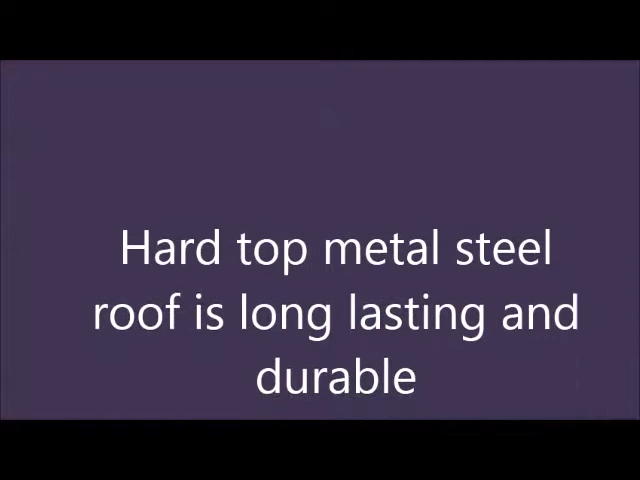 Hard top metal steel
roof is long lasting and
durable